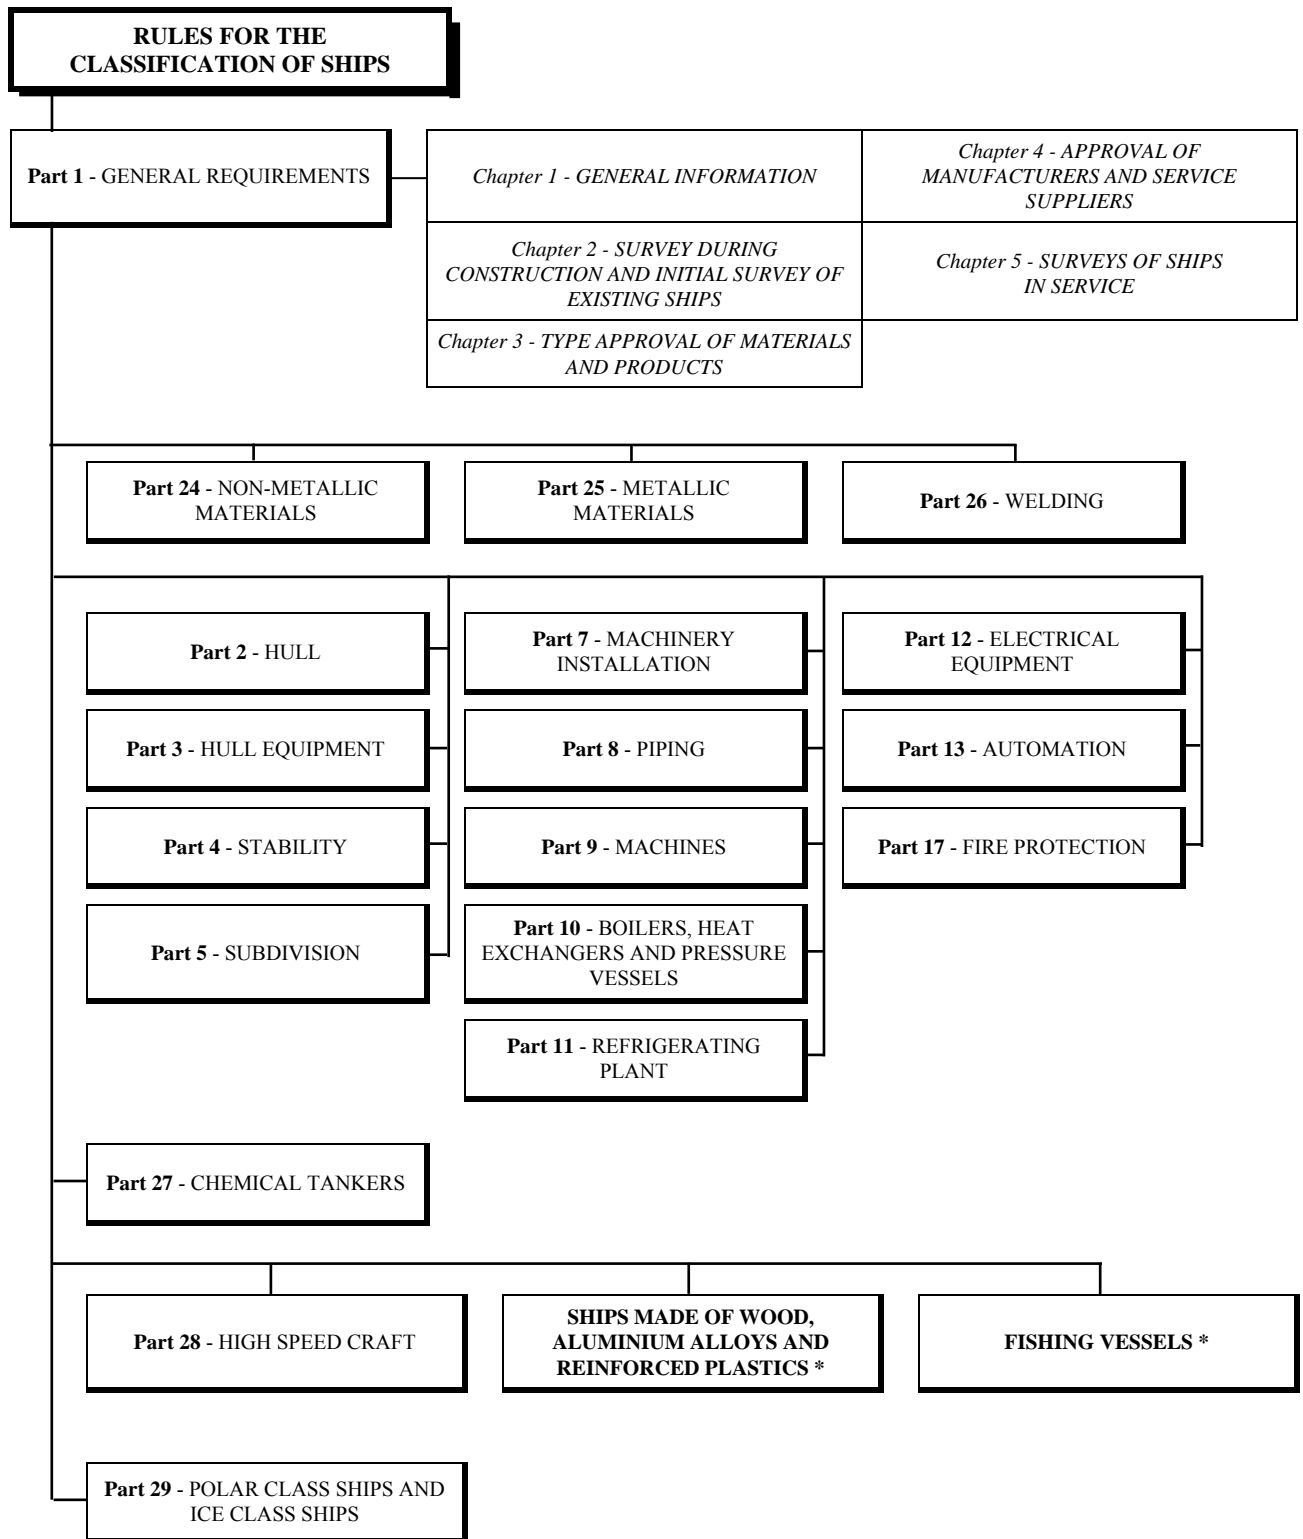 RULES FOR THE
CLASSIFICATION OF SHIPS
Part 1 - GENERAL REQUIREMENTS
Chapter 1 - GENERAL INFORMATION
Chapter 4 - APPROVAL OF
MANUFACTURERS AND SERVICE
SUPPLIERS
Chapter 2 - SURVEY DURING
CONSTRUCTION AND INITIAL SURVEY OF
EXISTING SHIPS
Chapter 5 - SURVEYS OF SHIPS
IN SERVICE
Chapter 3 - TYPE APPROVAL OF MATERIALS
AND PRODUCTS
Part 24 - NON-METALLIC
MATERIALS
Part 25 - METALLIC
MATERIALS
Part 26 - WELDING
Part 2 - HULL
Part 7 - MACHINERY
INSTALLATION
Part 12 - ELECTRICAL
EQUIPMENT
Part 3 - HULL EQUIPMENT
Part 8 - PIPING
Part 13 - AUTOMATION
Part 4 - STABILITY
Part 9 - MACHINES
Part 17 - FIRE PROTECTION
Part 5 - SUBDIVISION
Part 10 - BOILERS, HEAT
EXCHANGERS AND PRESSURE
VESSELS
Part 11 - REFRIGERATING
PLANT
Part 27 - CHEMICAL TANKERS
Part 28 - HIGH SPEED CRAFT
SHIPS MADE OF WOOD,
ALUMINIUM ALLOYS AND
REINFORCED PLASTICS *
FISHING VESSELS *
Part 29 - POLAR CLASS SHIPS AND
ICE CLASS SHIPS